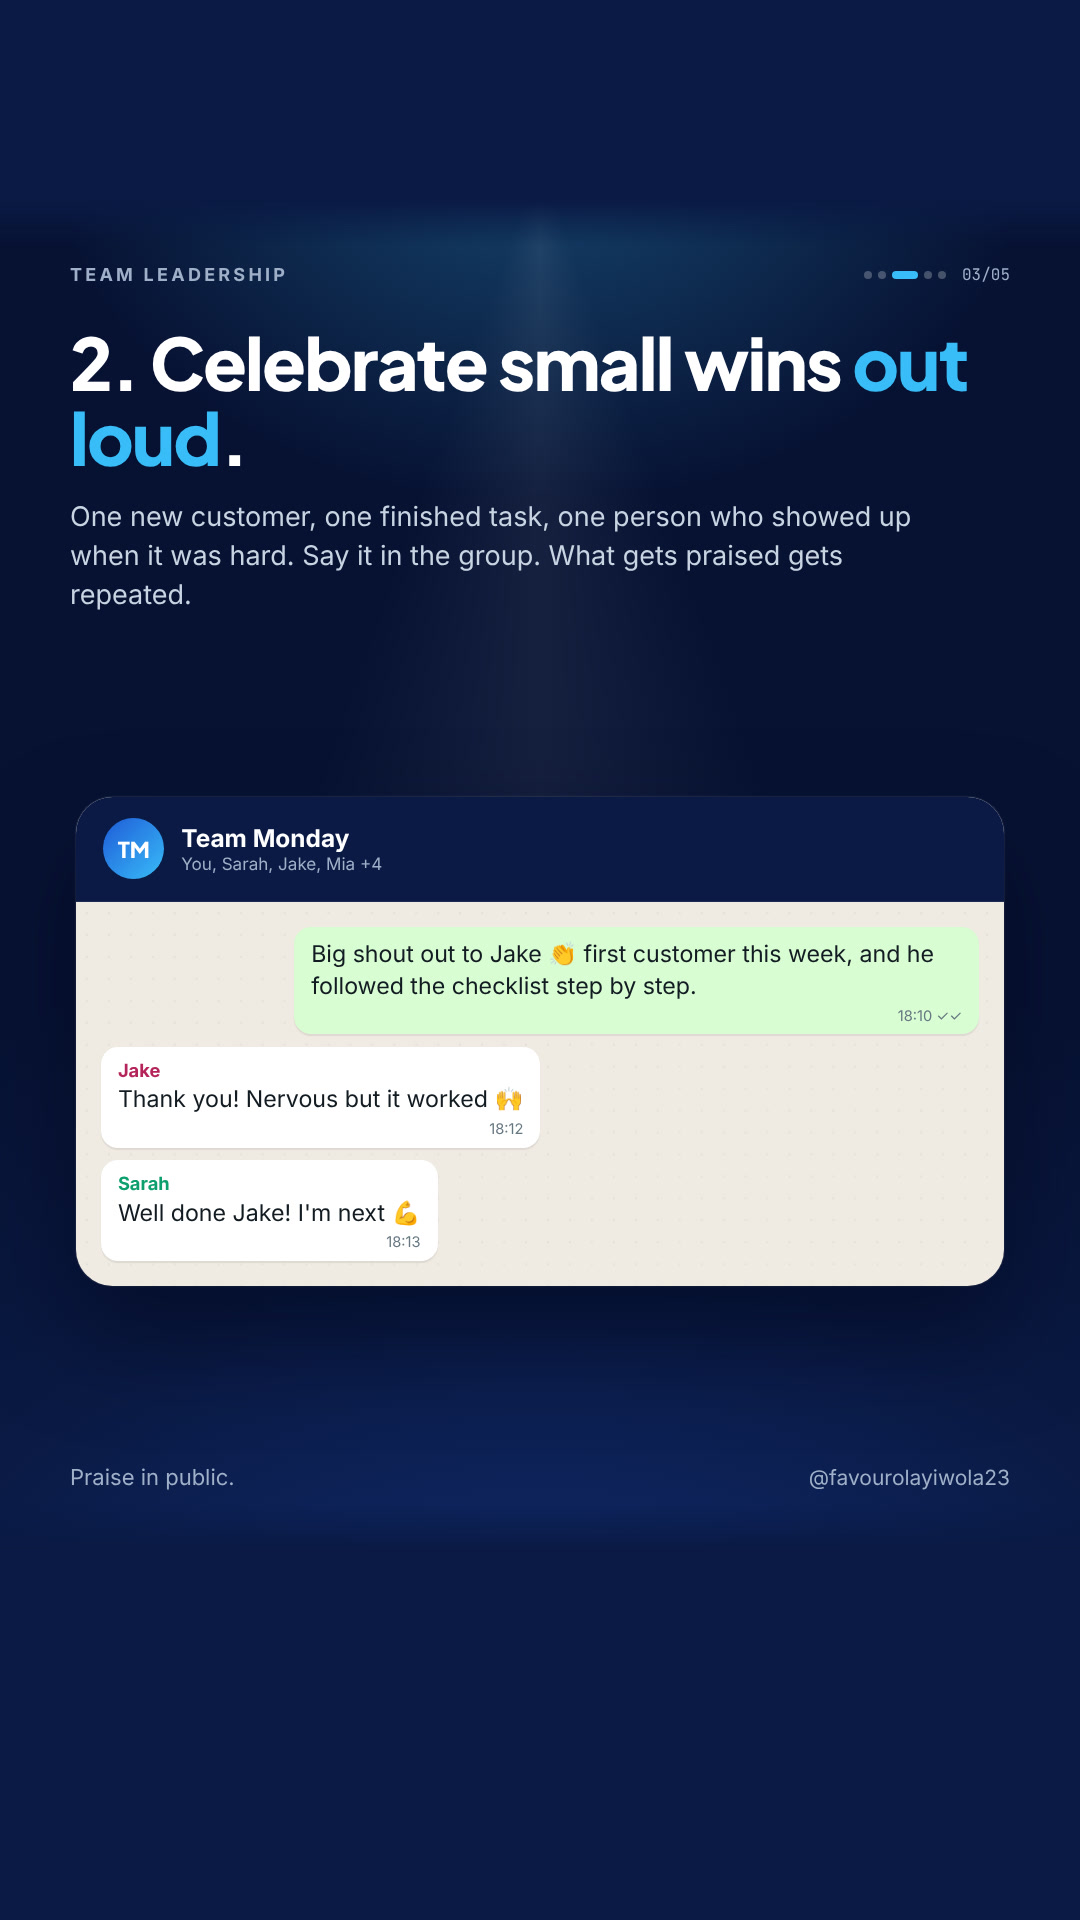 TEAM LEADERSHIP
03/05
2. Celebrate small wins out
loud.
One new customer, one finished task, one person who showed up
when it was hard. Say it in the group. What gets praised gets
repeated.
TM
Team Monday
You, Sarah, Jake, Mia +4
Big shout out to Jake 👏 first customer this week, and he
followed the checklist step by step.
18:10 ✓✓
Jake
Thank you! Nervous but it worked 🙌
18:12
Sarah
Well done Jake! I'm next 💪
18:13
Praise in public.
@favourolayiwola23